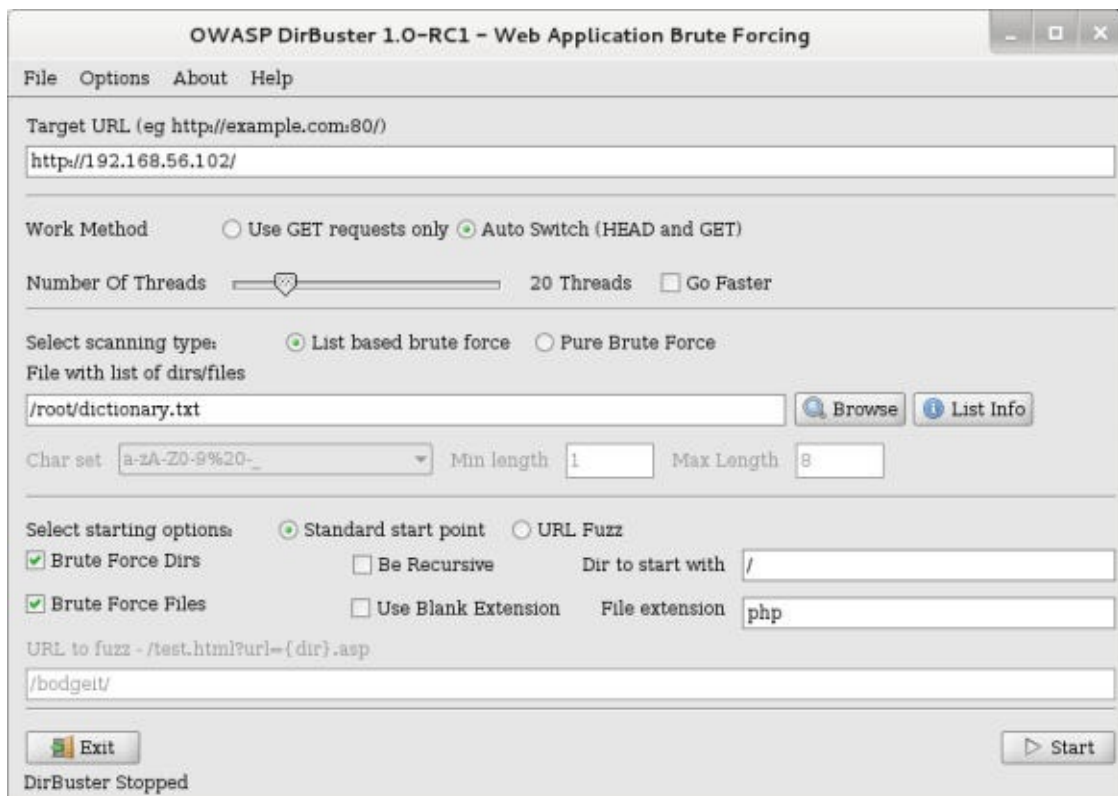 OWASP DirBuster 1.0-RC1 - Web Application Brute Forcing
File Options About Help
Target URL (eg http://example.com:80/)
http://192.168.56.102/
Work Method Use GET requests only Auto Switch (HEAD and GET)
Number Of Threads 20 Threads Go Faster
Select scanning type: List based brute force Pure Brute Force
File with list of dirs/files
/root/dictionary.txt Browse List Info
Char set a-zA-Z0-9%20-_ Min length 1 Max Length 8
Select starting options: Standard start point URL Fuzz
Brute Force Dirs Be Recursive Dir to start with /
Brute Force Files Use Blank Extension File extension php
URL to fuzz - /test.html?url={dir}.asp
/bodgeit/
Exit Start
DirBuster Stopped